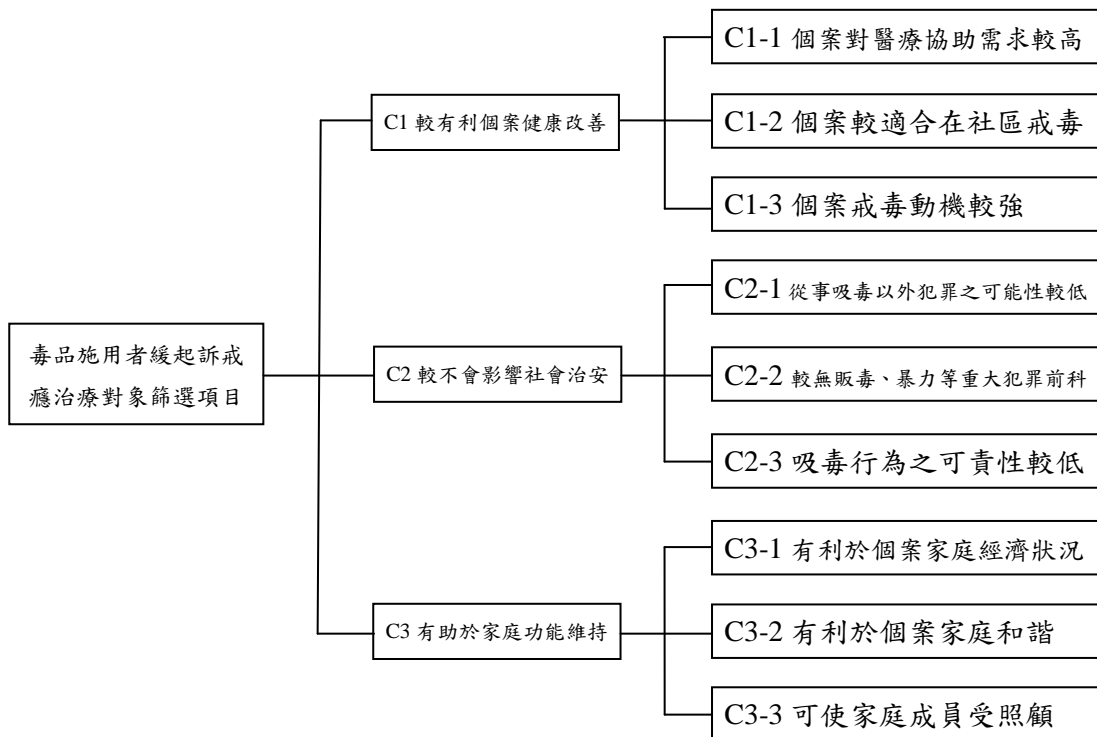 毒品施用者緩起訴戒
癮治療對象篩選項目
C1 較有利個案健康改善
C1-1 個案對醫療協助需求較高
C1-2 個案較適合在社區戒毒
C1-3 個案戒毒動機較強
C2 較不會影響社會治安
C2-1 從事吸毒以外犯罪之可能性較低
C2-2 較無販毒、暴力等重大犯罪前科
C2-3 吸毒行為之可責性較低
C3 有助於家庭功能維持
C3-1 有利於個案家庭經濟狀況
C3-2 有利於個案家庭和諧
C3-3 可使家庭成員受照顧